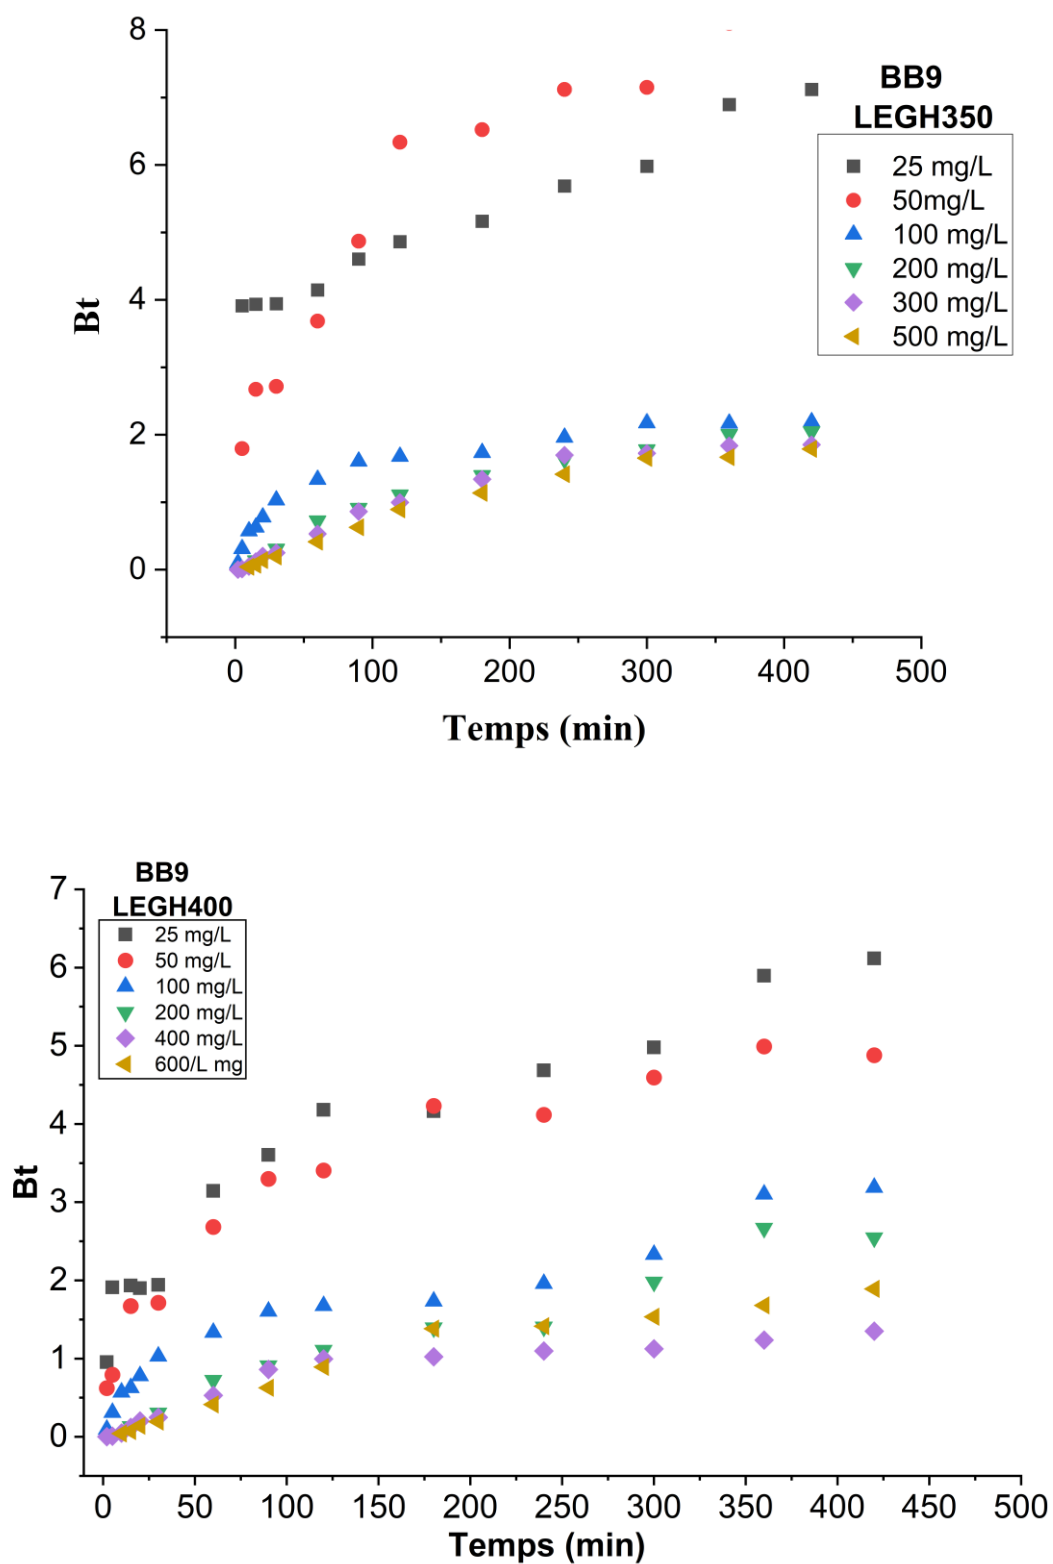 BB9
LEGH350
25 mg/L
50mg/L
100 mg/L
200 mg/L
300 mg/L
500 mg/L
8
6
4
2
0
Bt
0 100 200 300 400 500
Temps (min)
BB9
LEGH400
25 mg/L
50 mg/L
100 mg/L
200 mg/L
400 mg/L
600/L mg
7
6
5
4
3
2
1
0
Bt
0 50 100 150 200 250 300 350 400 450 500
Temps (min)